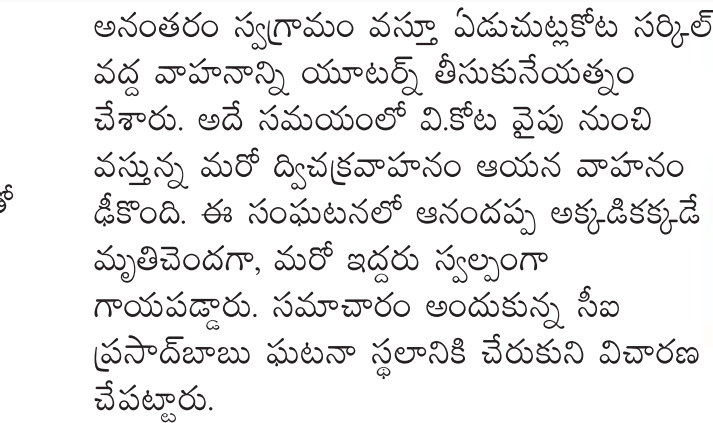 అనంతరం స్వగ్రామం వస్తూ ఏడుచుట్లకోట సర్కిల్
వద్ద వాహనాన్ని యూటర్న్ తీసుకునేయత్నం
చేశారు. అదే సమయంలో వి.కోట వైపు నుంచి
వస్తున్న మరో ద్విచక్రవాహనం ఆయన వాహనం
ఢీకొంది. ఈ సంఘటనలో ఆనందప్ప అక్కడికక్కడే
మృతిచెందగా, మరో ఇద్దరు స్వల్పంగా
గాయపడ్డారు. సమాచారం అందుకున్న సీఐ
ప్రసాద్‌బాబు ఘటనా స్థలానికి చేరుకుని విచారణ
చేపట్టారు.